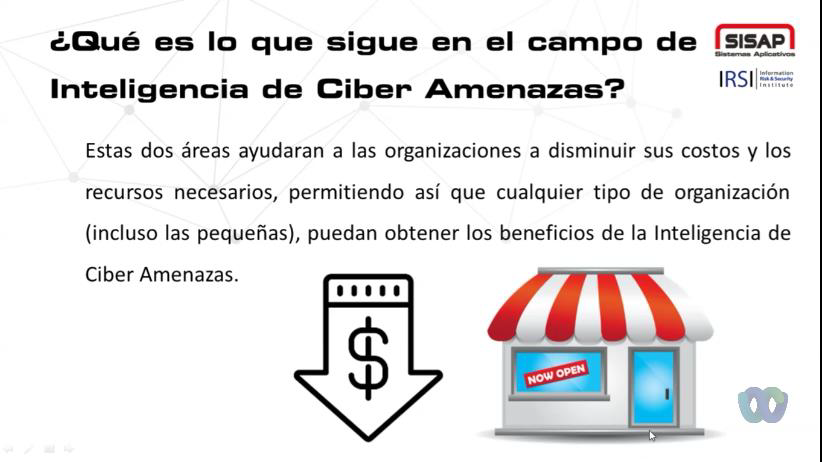 ¿Qué es lo que sigue en el campo de
SISAP
Sistemas Aplicativos
Inteligencia de Ciber Amenazas?
IRSI Information
Risk & Security
Institute
Estas dos áreas ayudaran a las organizaciones a disminuir sus costos y los
recursos necesarios, permitiendo así que cualquier tipo de organización
(incluso las pequeñas), puedan obtener los beneficios de la Inteligencia de
Ciber Amenazas.
$
NOW OPEN